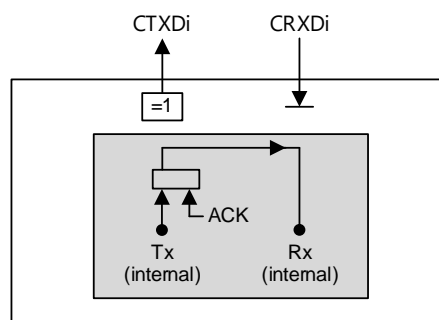 CTXDi CRXDi
=1
ACK
Tx Rx
(internal) (internal)